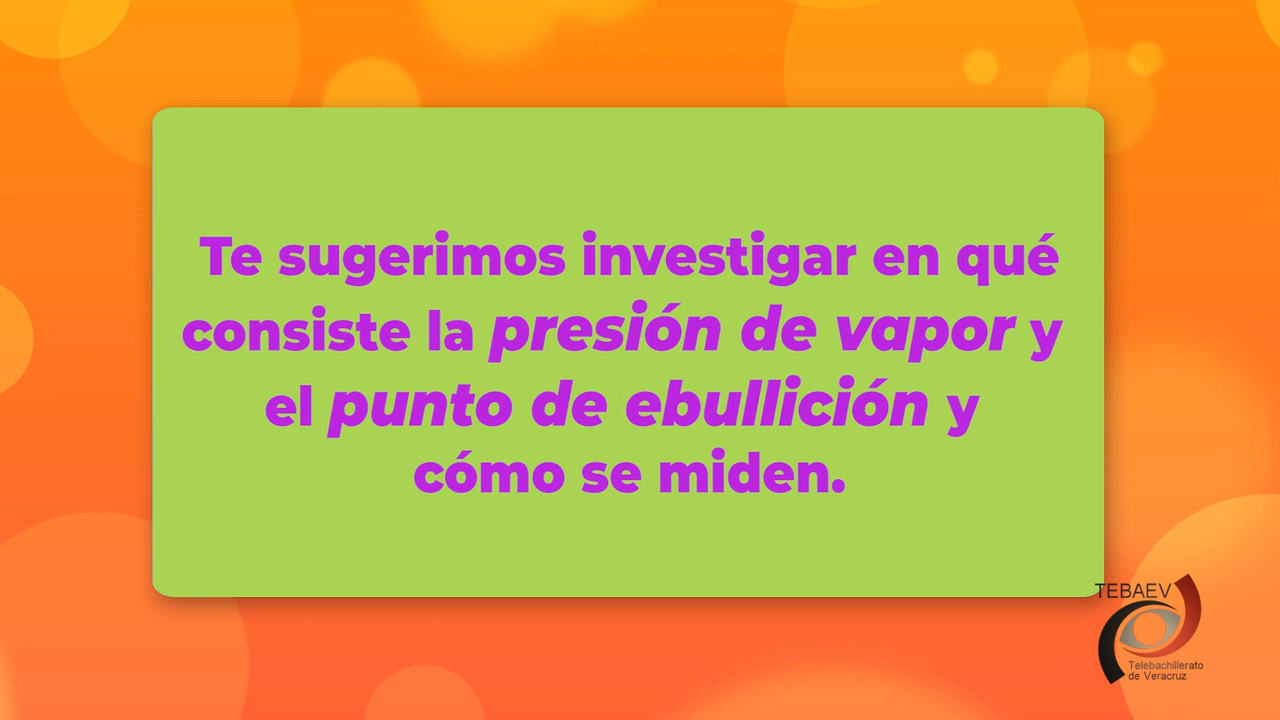 Te sugerimos investigar en qué
consiste la presión de vapor y
el punto de ebullición y
cómo se miden.
TEBAEV
Telebachillerato
de Veracruz